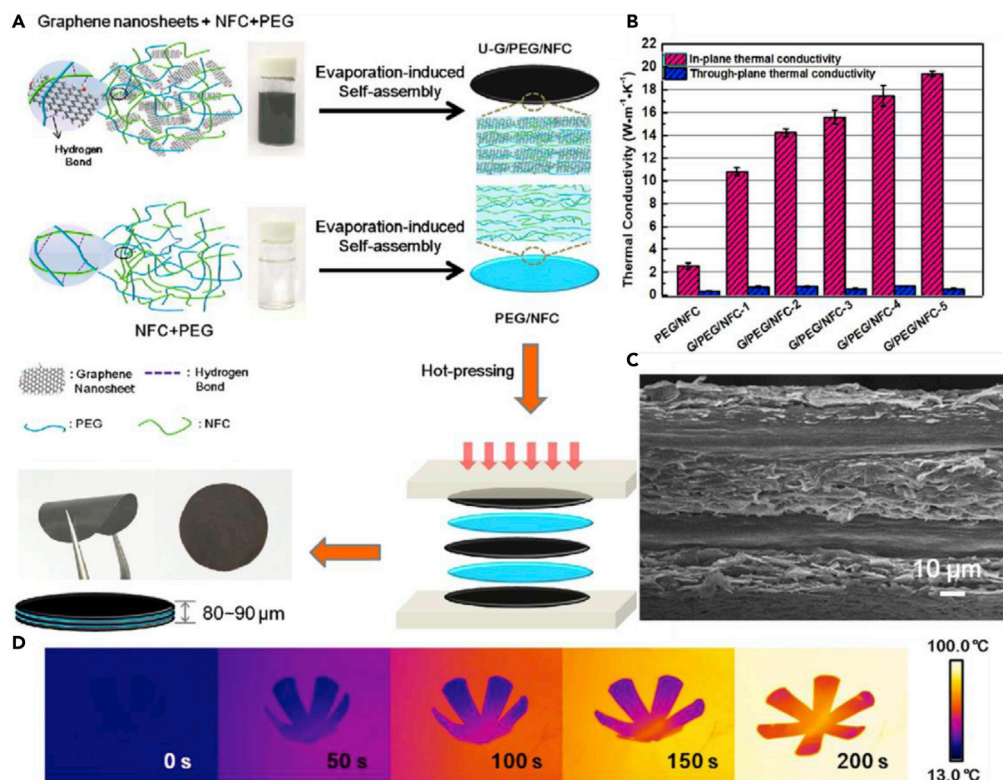 A
Graphene nanosheets + NFC+PEG
Hydrogen
Bond
Evaporation-induced
Self-assembly
U-G/PEG/NFC
Evaporation-induced
Self-assembly
NFC+PEG
PEG/NFC
: Graphene
Nanosheet
: Hydrogen
Bond
: PEG
: NFC
Hot-pressing
80~90 μm
B
Thermal Conductivity (W·m⁻¹·K⁻¹)
22
20
18
16
14
12
10
8
6
4
2
0
In-plane thermal conductivity
Through-plane thermal conductivity
PEG/NFC
G/PEG/NFC-1
G/PEG/NFC-2
G/PEG/NFC-3
G/PEG/NFC-4
G/PEG/NFC-5
C
10 μm
D
0 s
50 s
100 s
150 s
200 s
100.0 ℃
13.0 ℃